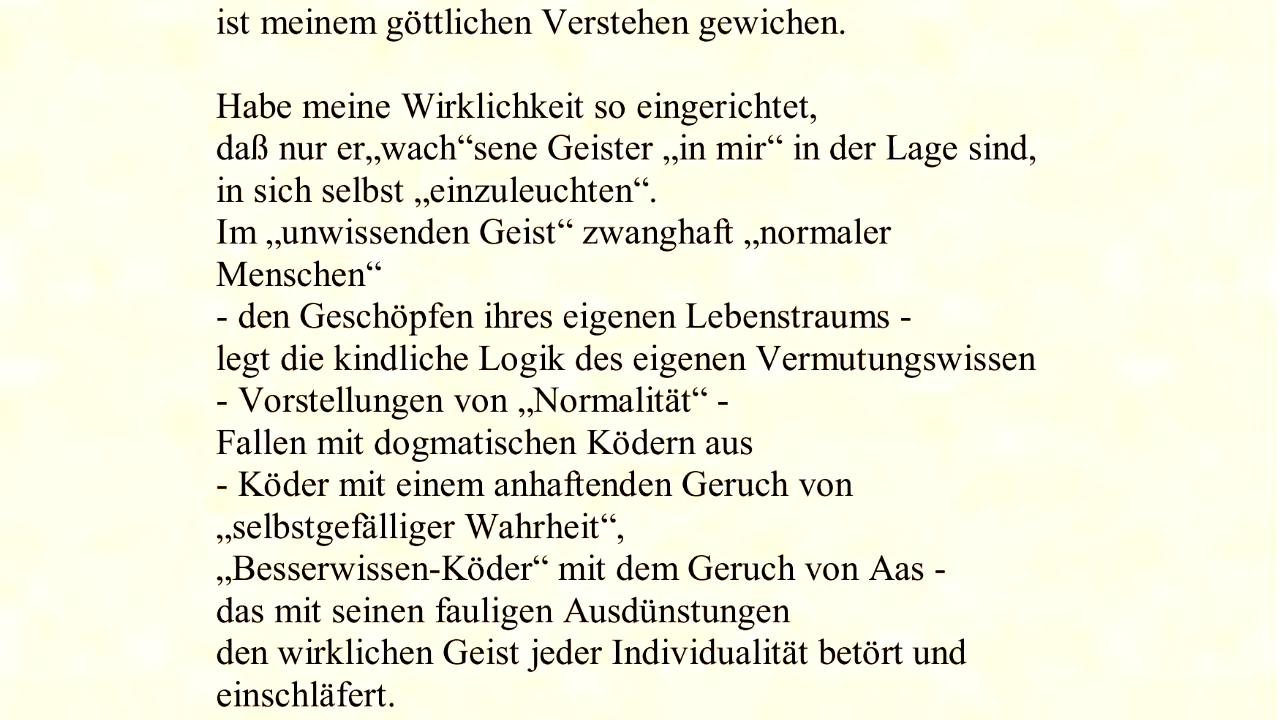 ist meinem göttlichen Verstehen gewichen.
Habe meine Wirklichkeit so eingerichtet,
daß nur er„wach“sene Geister „in mir“ in der Lage sind,
in sich selbst „einzuleuchten“.
Im „unwissenden Geist“ zwanghaft „normaler
Menschen“
- den Geschöpfen ihres eigenen Lebenstraums -
legt die kindliche Logik des eigenen Vermutungswissen
- Vorstellungen von „Normalität“ -
Fallen mit dogmatischen Ködern aus
- Köder mit einem anhaftenden Geruch von
„selbstgefälliger Wahrheit“,
„Besserwissen-Köder“ mit dem Geruch von Aas -
das mit seinen fauligen Ausdünstungen
den wirklichen Geist jeder Individualität betört und
einschläfert.